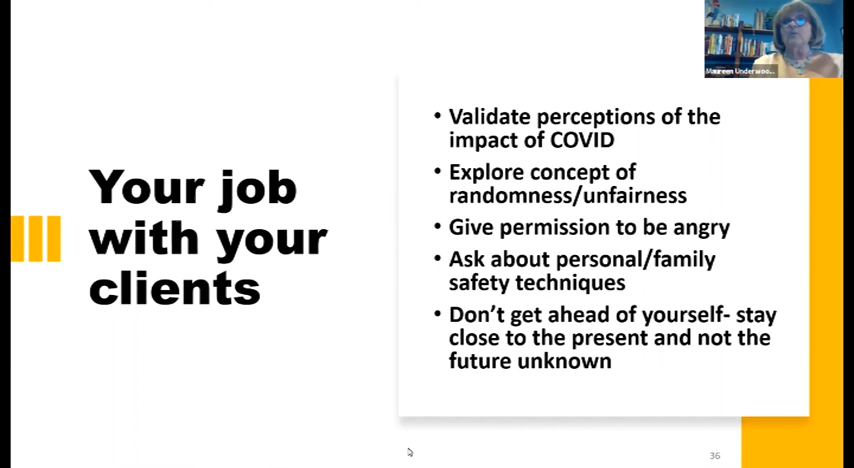 Maureen Underwoo...
Your job
with your
clients
• Validate perceptions of the
impact of COVID
• Explore concept of
randomness/unfairness
• Give permission to be angry
• Ask about personal/family
safety techniques
• Don't get ahead of yourself- stay
close to the present and not the
future unknown
36